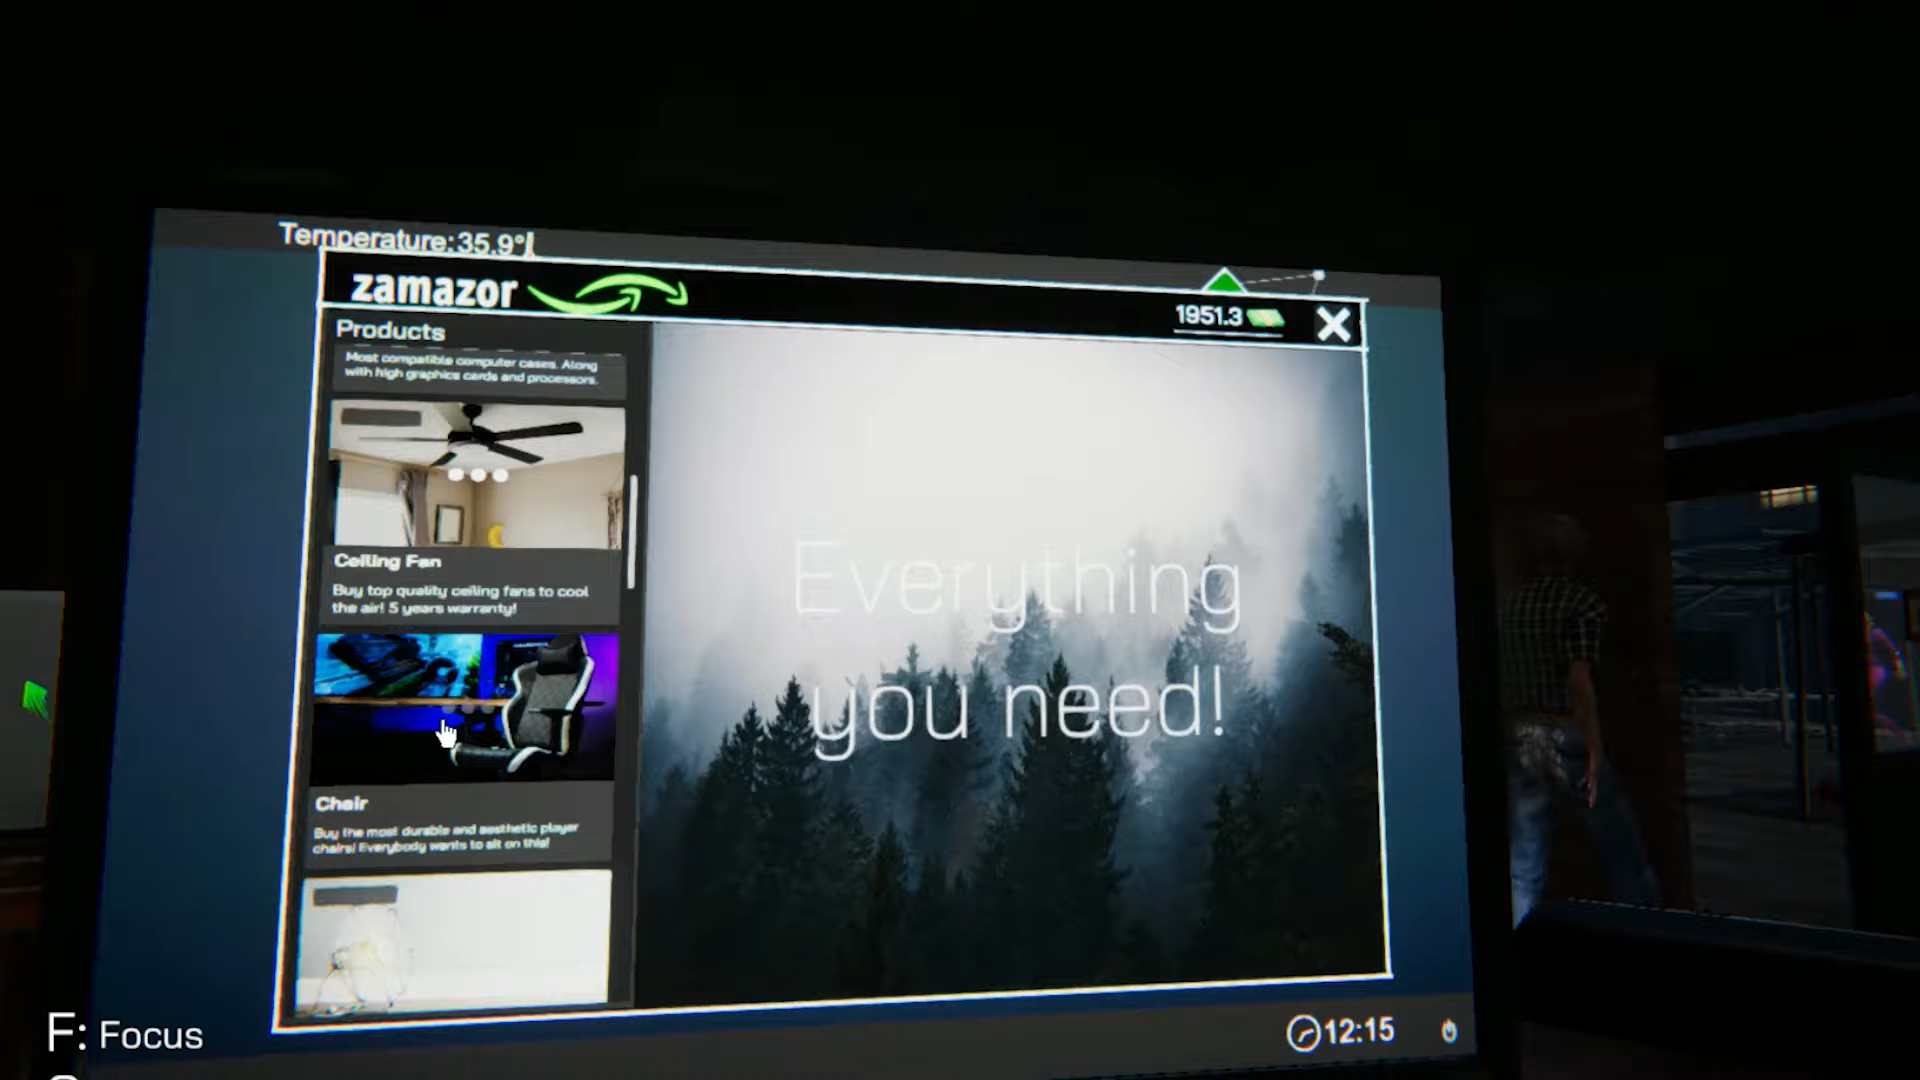 Temperature:35.9°
zamazor
1951.3
Products
Most compatible computer cases. Along
with high graphics cards and processors.
Ceiling Fan
Buy top quality ceiling fans to cool
the air! 5 years warranty!
Chair
Buy the most durable and aesthetic player
chairs! Everybody wants to sit on this!
Everything
you need!
12:15
F: Focus